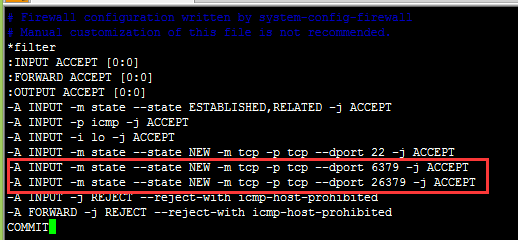 # Firewall configuration written by system-config-firewall
# Manual customization of this file is not recommended.
*filter
:INPUT ACCEPT [0:0]
:FORWARD ACCEPT [0:0]
:OUTPUT ACCEPT [0:0]
-A INPUT -m state --state ESTABLISHED,RELATED -j ACCEPT
-A INPUT -p icmp -j ACCEPT
-A INPUT -i lo -j ACCEPT
-A INPUT -m state --state NEW -m tcp -p tcp --dport 22 -j ACCEPT
-A INPUT -m state --state NEW -m tcp -p tcp --dport 6379 -j ACCEPT
-A INPUT -m state --state NEW -m tcp -p tcp --dport 26379 -j ACCEPT
-A INPUT -j REJECT --reject-with icmp-host-prohibited
-A FORWARD -j REJECT --reject-with icmp-host-prohibited
COMMIT